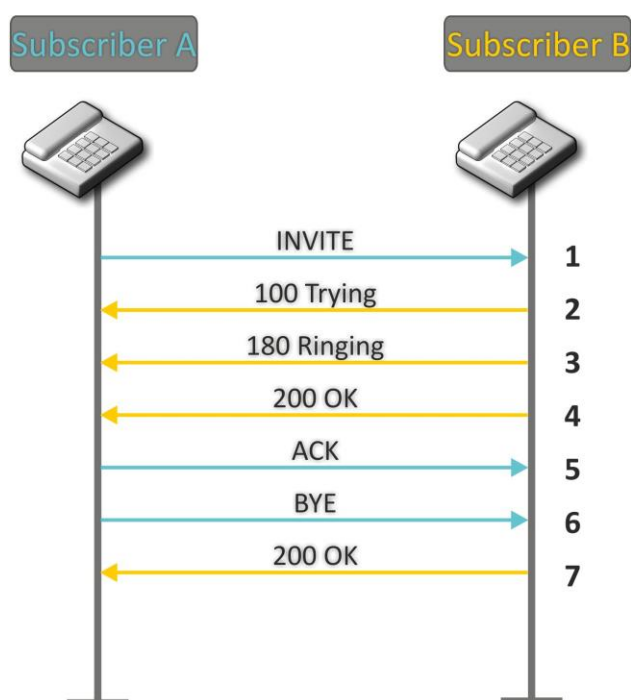 Subscriber A
Subscriber B
INVITE
1
100 Trying
2
180 Ringing
3
200 OK
4
ACK
5
BYE
6
200 OK
7